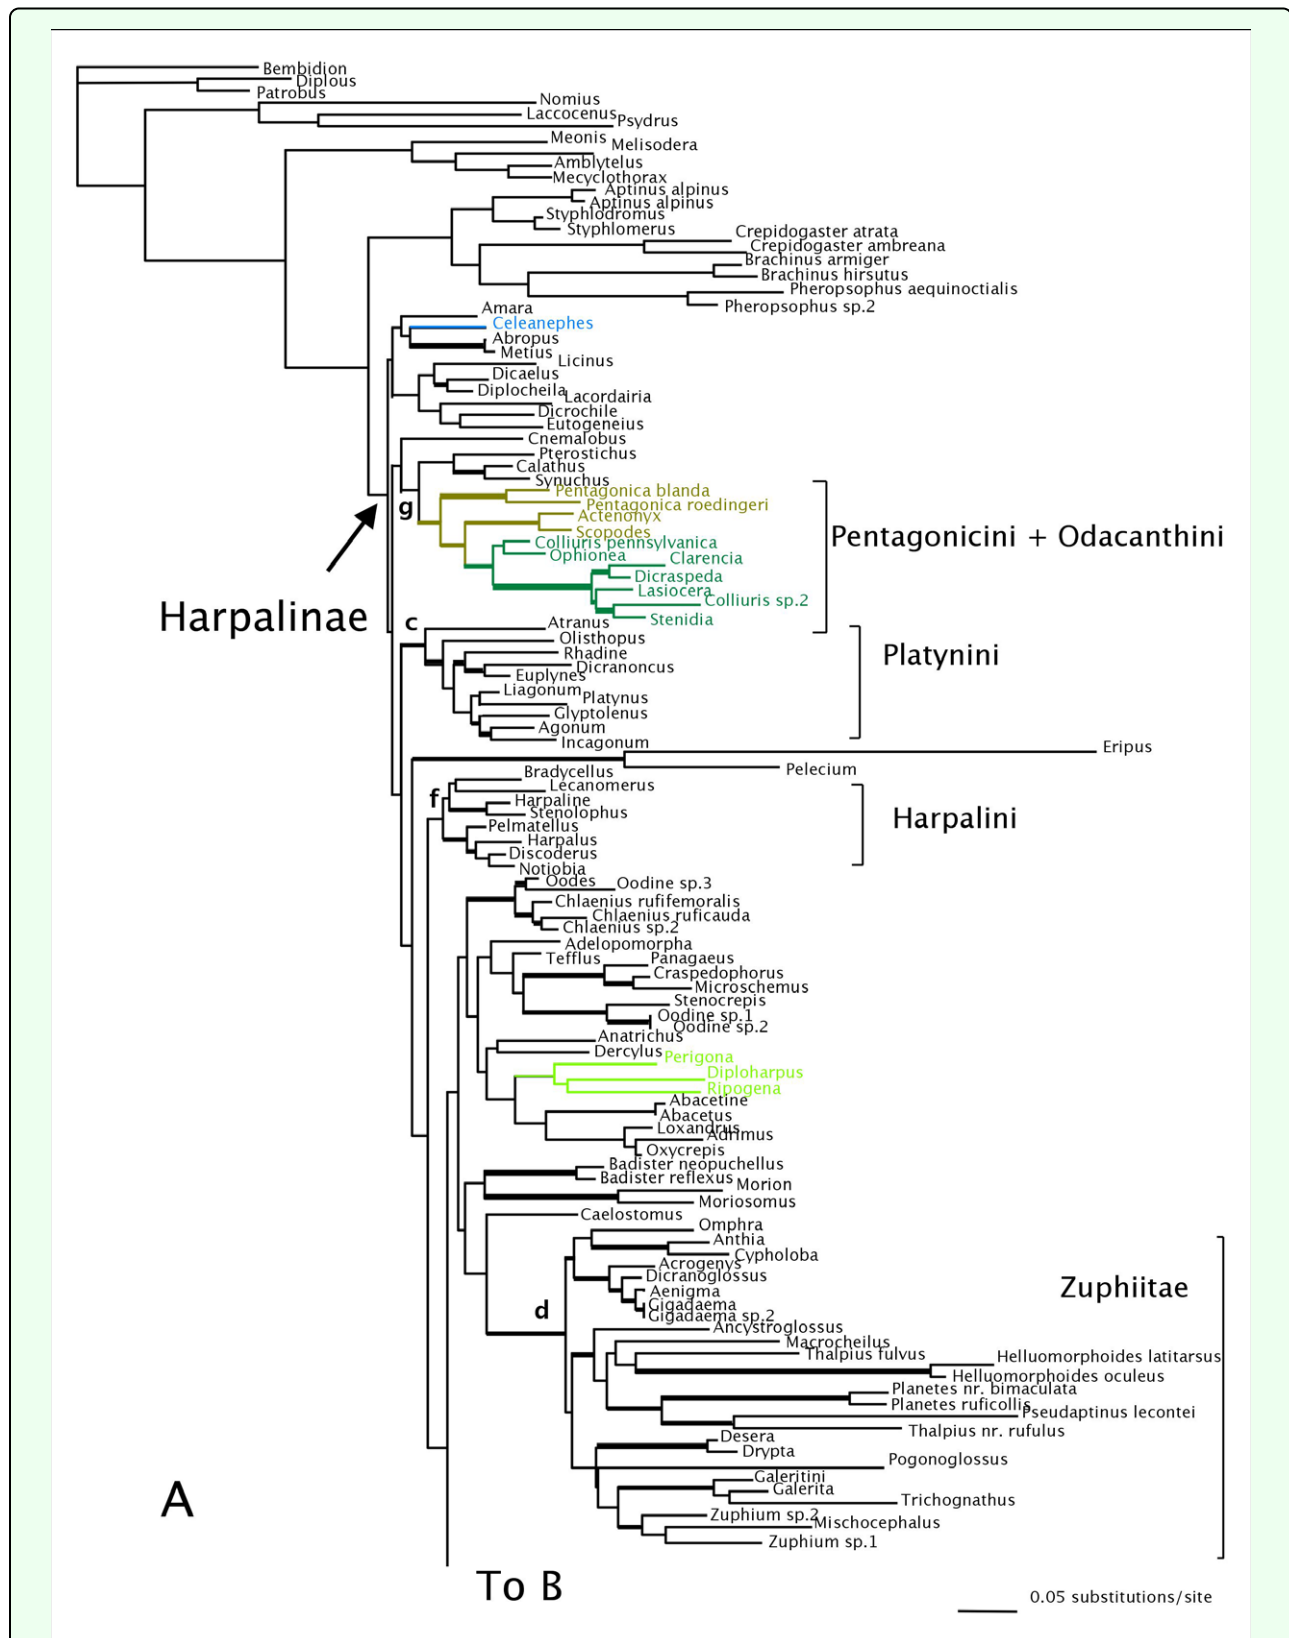 Bembidion
Diplous
Patrobus
Nomius
Laccocenus
Psydrus
Meonis
Melisodera
Amblytelus
Mecyclothorax
Aptinus alpinus
Aptinus alpinus
Styphlodromus
Styphlomerus
Crepidogaster atrata
Crepidogaster ambreana
Brachinus armiger
Brachinus hirsutus
Pheropsophus aequinoctialis
Pheropsophus sp.2
Amara
Celeanephes
Abropus
Metius
Licinus
Dicaelus
Diplocheila
Lacordairia
Dicrochile
Eutogeneius
Cnemalobus
Pterostichus
Calathus
Synuchus
Pentagonica blanda
Pentagonica roedingeri
g
Actenonyx
Scopodes
Pentagonicini + Odacanthini
Colliuris pennsylvanica
Ophionea
Clarencia
Dicraspeda
Lasiocera
Colliuris sp.2
Stenidia
Harpalinae
c
Atranus
Olisthopus
Rhadine
Platynini
Dicranoncus
Euplynes
Liagonum
Platynus
Glyptolenus
Agonum
Incagonum
Eripus
Pelecium
Bradycellus
Lecanomerus
f
Harpaline
Stenolophus
Harpalini
Pelmatellus
Harpalus
Discoderus
Notiobia
Oodes
Oodine sp.3
Chlaenius rufifemoralis
Chlaenius ruficauda
Chlaenius sp.2
Adelopomorpha
Tefflus
Panagaeus
Craspedophorus
Microschemus
Stenocrepis
Oodine sp.1
Oodine sp.2
Anatrichus
Dercylus
Perigona
Diploharpus
Ripogena
Abacetine
Abacetus
Loxandrus
Adrimus
Oxycrepis
Badister neopuchellus
Badister reflexus
Morion
Moriosomus
Caelostomus
Omphra
Anthia
Cypholoba
Acrogenys
Dicranoglossus
Zuphiitae
Aenigma
Gigadaema
d
Gigadaema sp.2
Ancystroglossus
Macrocheilus
Thalpius fulvus
Helluomorphoides latitarsus
Helluomorphoides oculeus
Planetes nr. bimaculata
Planetes ruficollis
Pseudaptinus lecontei
Thalpius nr. rufulus
Desera
Drypta
Pogonoglossus
Galeritini
Galerita
Trichognathus
A
Zuphium sp.2
Mischocephalus
Zuphium sp.1
To B
0.05 substitutions/site